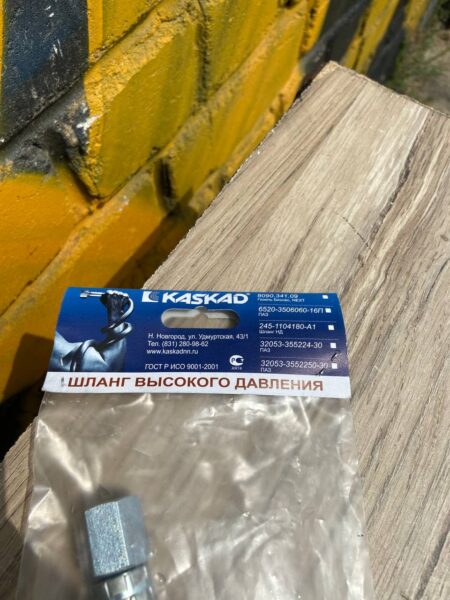 KASKAD
Н. Новгород, ул. Удмуртская, 43/1
Тел. (831) 280-98-62
www.kaskadnn.ru
ГОСТ Р ИСО 9001-2001
8090.341.09
Газель Бизнес, NEXT
6520-3506060-16П
ПАЗ
245-1104180-А1
Шланг НД
32053-355224-30
ПАЗ
32053-3552250-30
ПАЗ
ШЛАНГ ВЫСОКОГО ДАВЛЕНИЯ